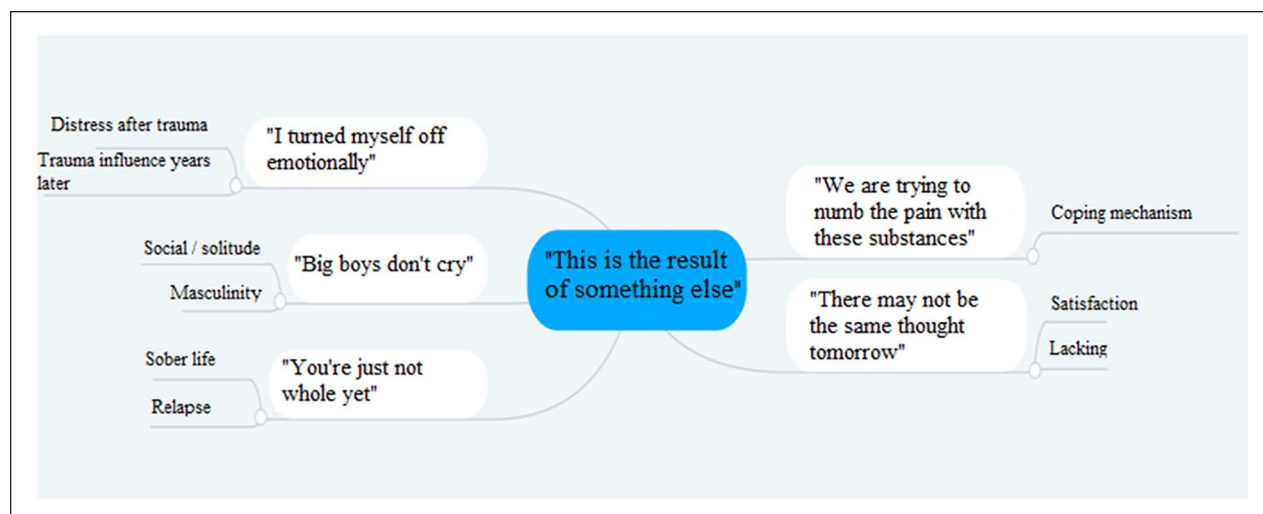 Distress after trauma
Trauma influence years
later
"I turned myself off
emotionally"
Social / solitude
Masculinity
"Big boys don't cry"
Sober life
Relapse
"You're just not
whole yet"
"This is the result
of something else"
"We are trying to
numb the pain with
these substances"
Coping mechanism
"There may not be
the same thought
tomorrow"
Satisfaction
Lacking